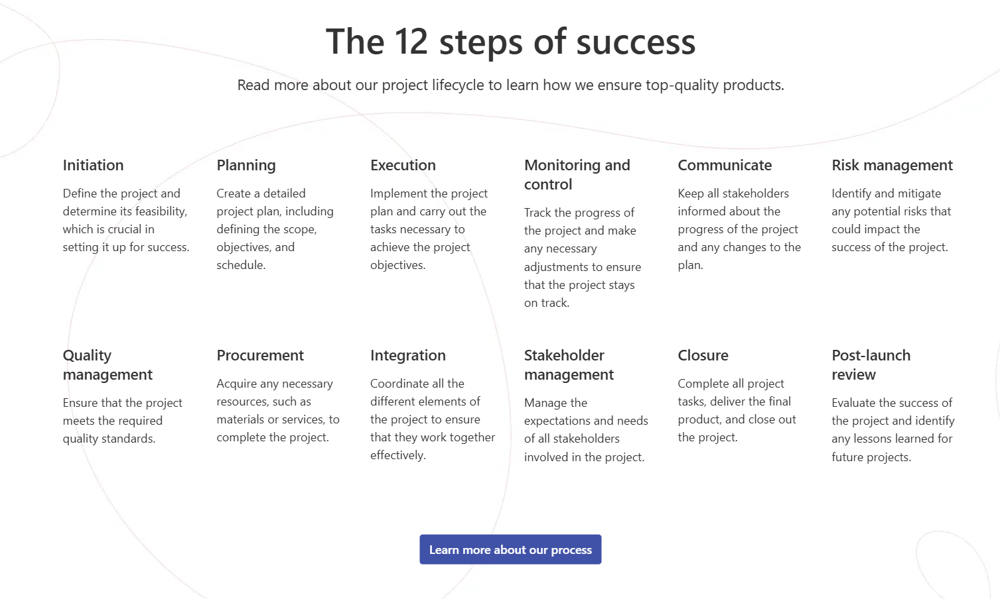 The 12 steps of success
Read more about our project lifecycle to learn how we ensure top-quality products.
Initiation
Define the project and
determine its feasibility,
which is crucial in
setting it up for success.
Planning
Create a detailed
project plan, including
defining the scope,
objectives, and
schedule.
Execution
Implement the project
plan and carry out the
tasks necessary to
achieve the project
objectives.
Monitoring and
control
Track the progress of
the project and make
any necessary
adjustments to ensure
that the project stays
on track.
Communicate
Keep all stakeholders
informed about the
progress of the project
and any changes to the
plan.
Risk management
Identify and mitigate
any potential risks that
could impact the
success of the project.
Quality
management
Ensure that the project
meets the required
quality standards.
Procurement
Acquire any necessary
resources, such as
materials or services, to
complete the project.
Integration
Coordinate all the
different elements of
the project to ensure
that they work together
effectively.
Stakeholder
management
Manage the
expectations and needs
of all stakeholders
involved in the project.
Closure
Complete all project
tasks, deliver the final
product, and close out
the project.
Post-launch
review
Evaluate the success of
the project and identify
any lessons learned for
future projects.
Learn more about our process